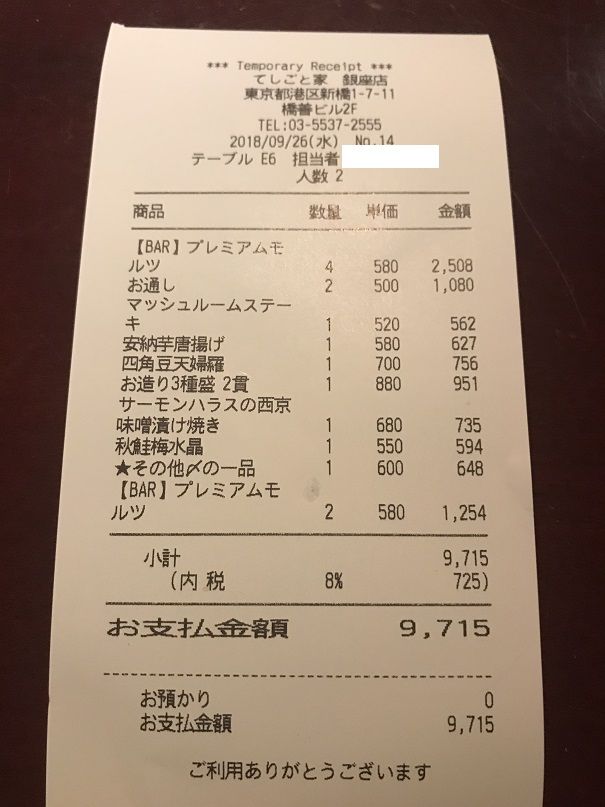 *** Temporary Receipt ***
てしごと家 銀座店
東京都港区新橋1-7-11
橋善ビル2F
TEL:03-5537-2555
2018/09/26(水) No.14
テーブル E6 担当者
人数 2
商品 数量 単価 金額
【BAR】プレミアムモ
ルツ 4 580 2,508
お通し 2 500 1,080
マッシュルームステー
キ 1 520 562
安納芋唐揚げ 1 580 627
四角豆天婦羅 1 700 756
お造り3種盛 2貫 1 880 951
サーモンハラスの西京
味噌漬け焼き 1 680 735
秋鮭梅水晶 1 550 594
★その他〆の一品 1 600 648
【BAR】プレミアムモ
ルツ 2 580 1,254
小計 9,715
(内 税 8% 725)
お支払金額 9,715
お預かり 0
お支払金額 9,715
ご利用ありがとうございます